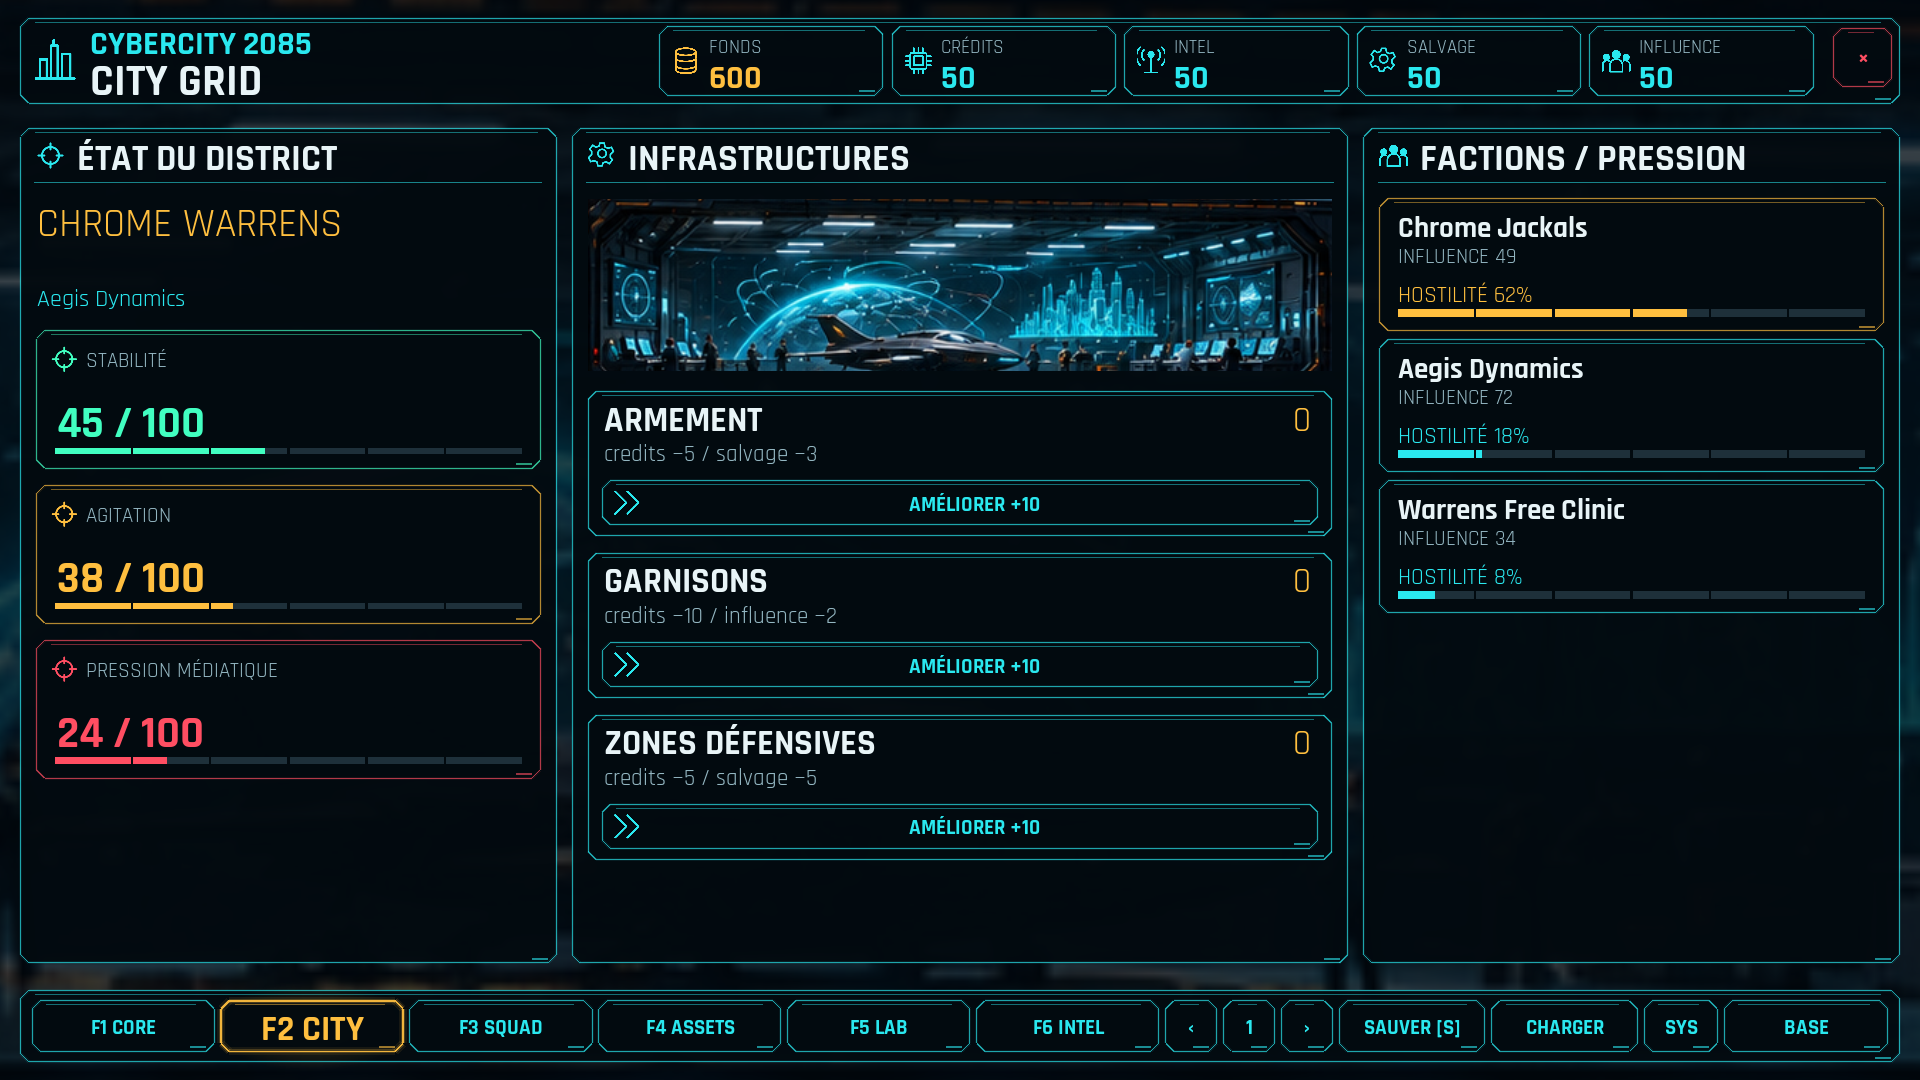 CYBERCITY 2085
CITY GRID
FONDS
600
CRÉDITS
50
INTEL
50
SALVAGE
50
INFLUENCE
50
×
ÉTAT DU DISTRICT
CHROME WARRENS
Aegis Dynamics
STABILITÉ
45 / 100
AGITATION
38 / 100
PRESSION MÉDIATIQUE
24 / 100
INFRASTRUCTURES
ARMEMENT
0
credits −5 / salvage −3
AMÉLIORER +10
GARNISONS
0
credits −10 / influence −2
AMÉLIORER +10
ZONES DÉFENSIVES
0
credits −5 / salvage −5
AMÉLIORER +10
FACTIONS / PRESSION
Chrome Jackals
INFLUENCE 49
HOSTILITÉ 62%
Aegis Dynamics
INFLUENCE 72
HOSTILITÉ 18%
Warrens Free Clinic
INFLUENCE 34
HOSTILITÉ 8%
F1 CORE
F2 CITY
F3 SQUAD
F4 ASSETS
F5 LAB
F6 INTEL
‹
1
›
SAUVER [S]
CHARGER
SYS
BASE